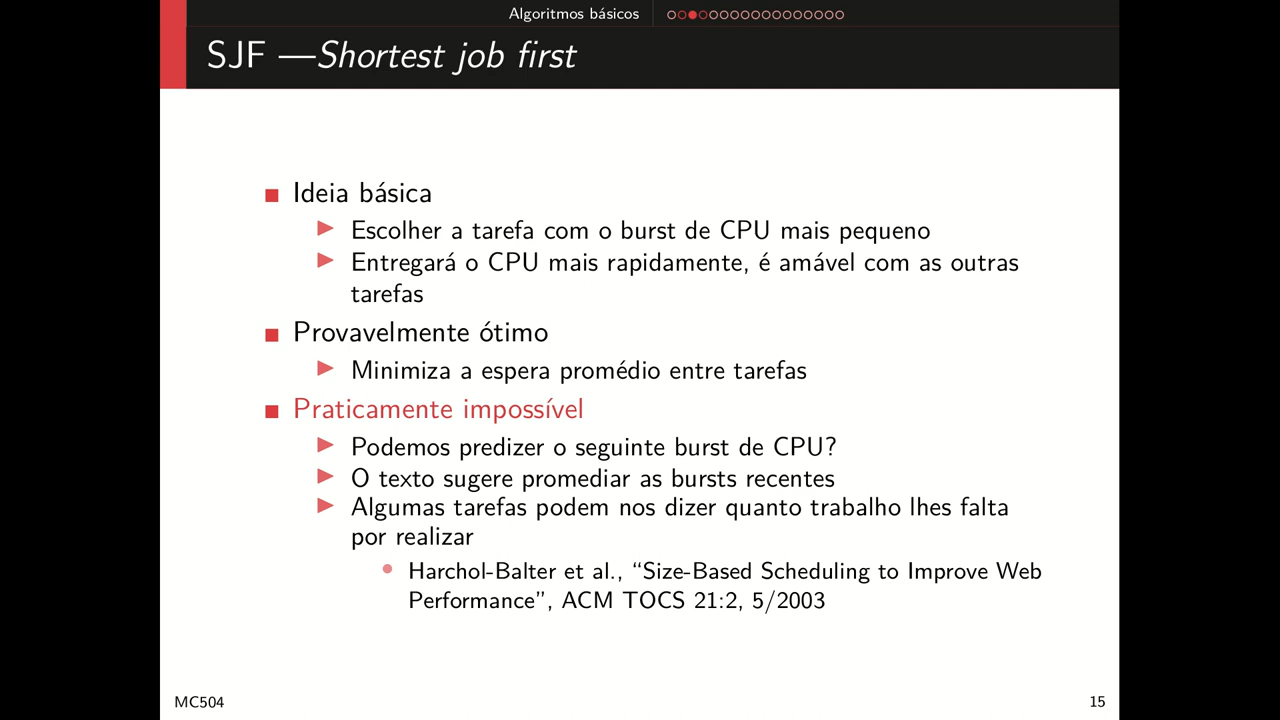 Algoritmos básicos
SJF —Shortest job first
Ideia básica
Escolher a tarefa com o burst de CPU mais pequeno
Entregará o CPU mais rapidamente, é amável com as outras
tarefas
Provavelmente ótimo
Minimiza a espera promédio entre tarefas
Praticamente impossível
Podemos predizer o seguinte burst de CPU?
O texto sugere promediar as bursts recentes
Algumas tarefas podem nos dizer quanto trabalho lhes falta
por realizar
Harchol-Balter et al., “Size-Based Scheduling to Improve Web
Performance”, ACM TOCS 21:2, 5/2003
MC504
15